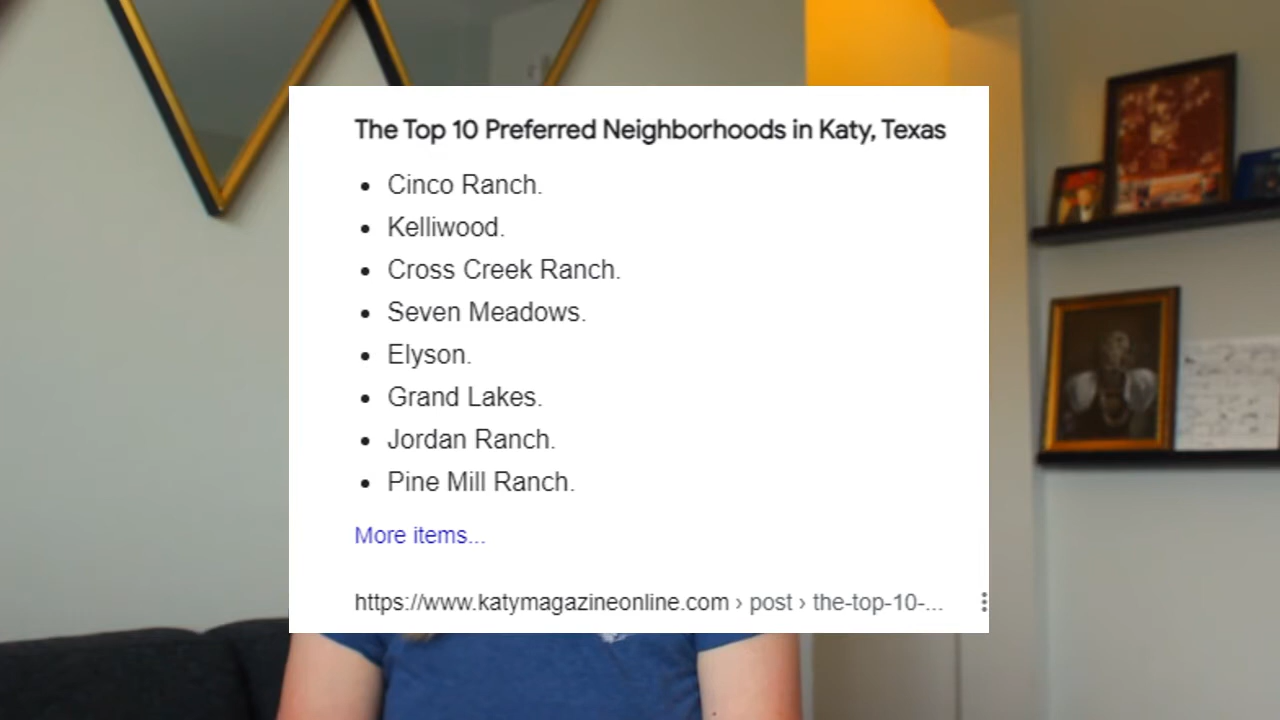 The Top 10 Preferred Neighborhoods in Katy, Texas
• Cinco Ranch.
• Kelliwood.
• Cross Creek Ranch.
• Seven Meadows.
• Elyson.
• Grand Lakes.
• Jordan Ranch.
• Pine Mill Ranch.
More items...
https://www.katymagazineonline.com › post › the-top-10-...